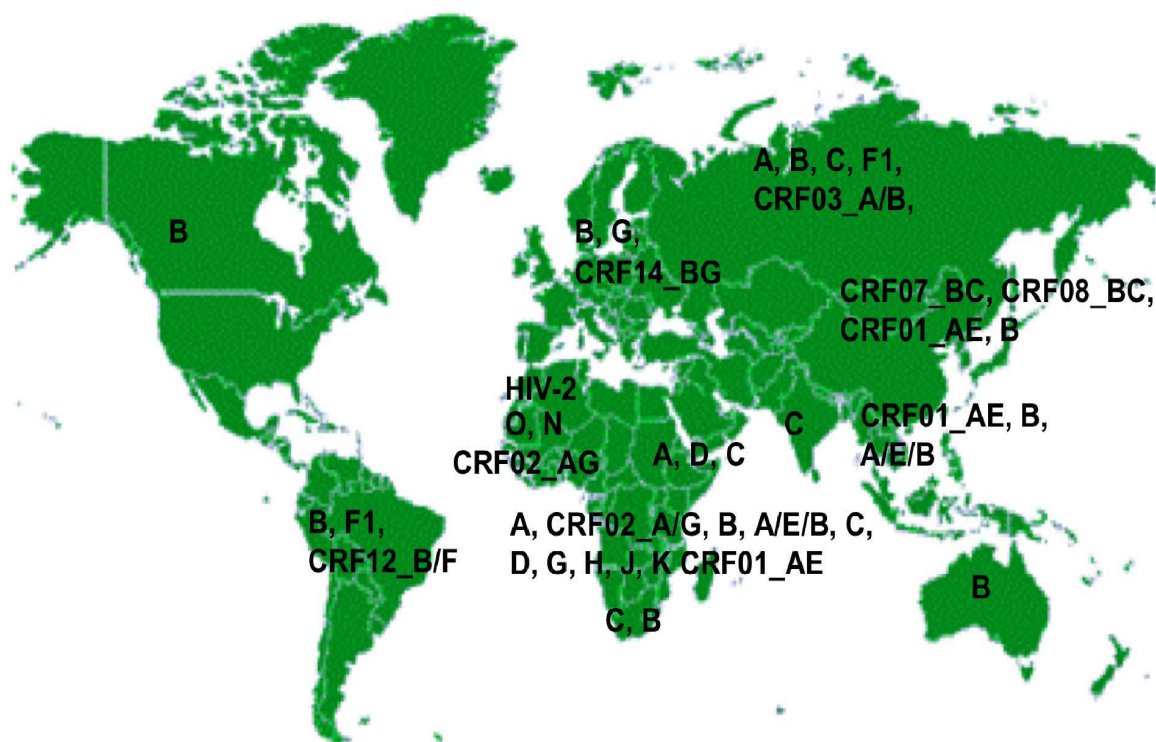 A, B, C, F1,
CRF03_A/B,
B
B, G,
CRF14_BG
CRF07_BC, CRF08_BC,
CRF01_AE, B
HIV-2
O, N
CRF02_AG
A, D, C
C
CRF01_AE, B,
A/E/B
B, F1,
CRF12_B/F
A, CRF02_A/G, B, A/E/B, C,
D, G, H, J, K CRF01_AE
B
C, B